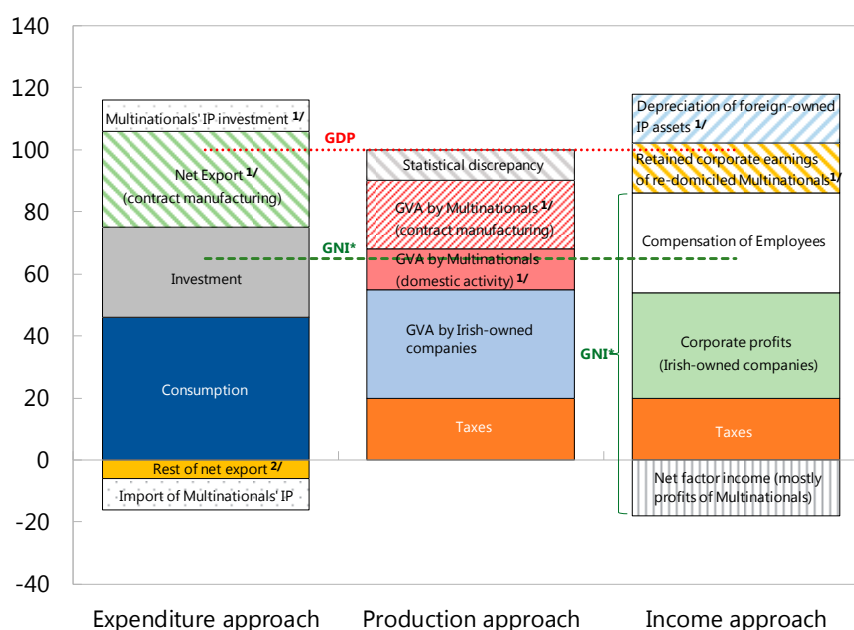 140
120
100
80
60
40
20
0
-20
-40
Multinationals' IP investment 1/
Net Export 1/
(contract manufacturing)
Investment
Consumption
Rest of net export 2/
Import of Multinationals' IP
GDP
GNI*
Statistical discrepancy
GVA by Multinationals 1/
(contract manufacturing)
GVA by Multinationals
(domestic activity) 1/
GVA by Irish-owned
companies
Taxes
GNI*
Depreciation of foreign-owned
IP assets 1/
Retained corporate earnings
of re-domiciled Multinationals1/
Compensation of Employees
Corporate profits
(Irish-owned companies)
Taxes
Net factor income (mostly
profits of Multinationals)
Expenditure approach
Production approach
Income approach